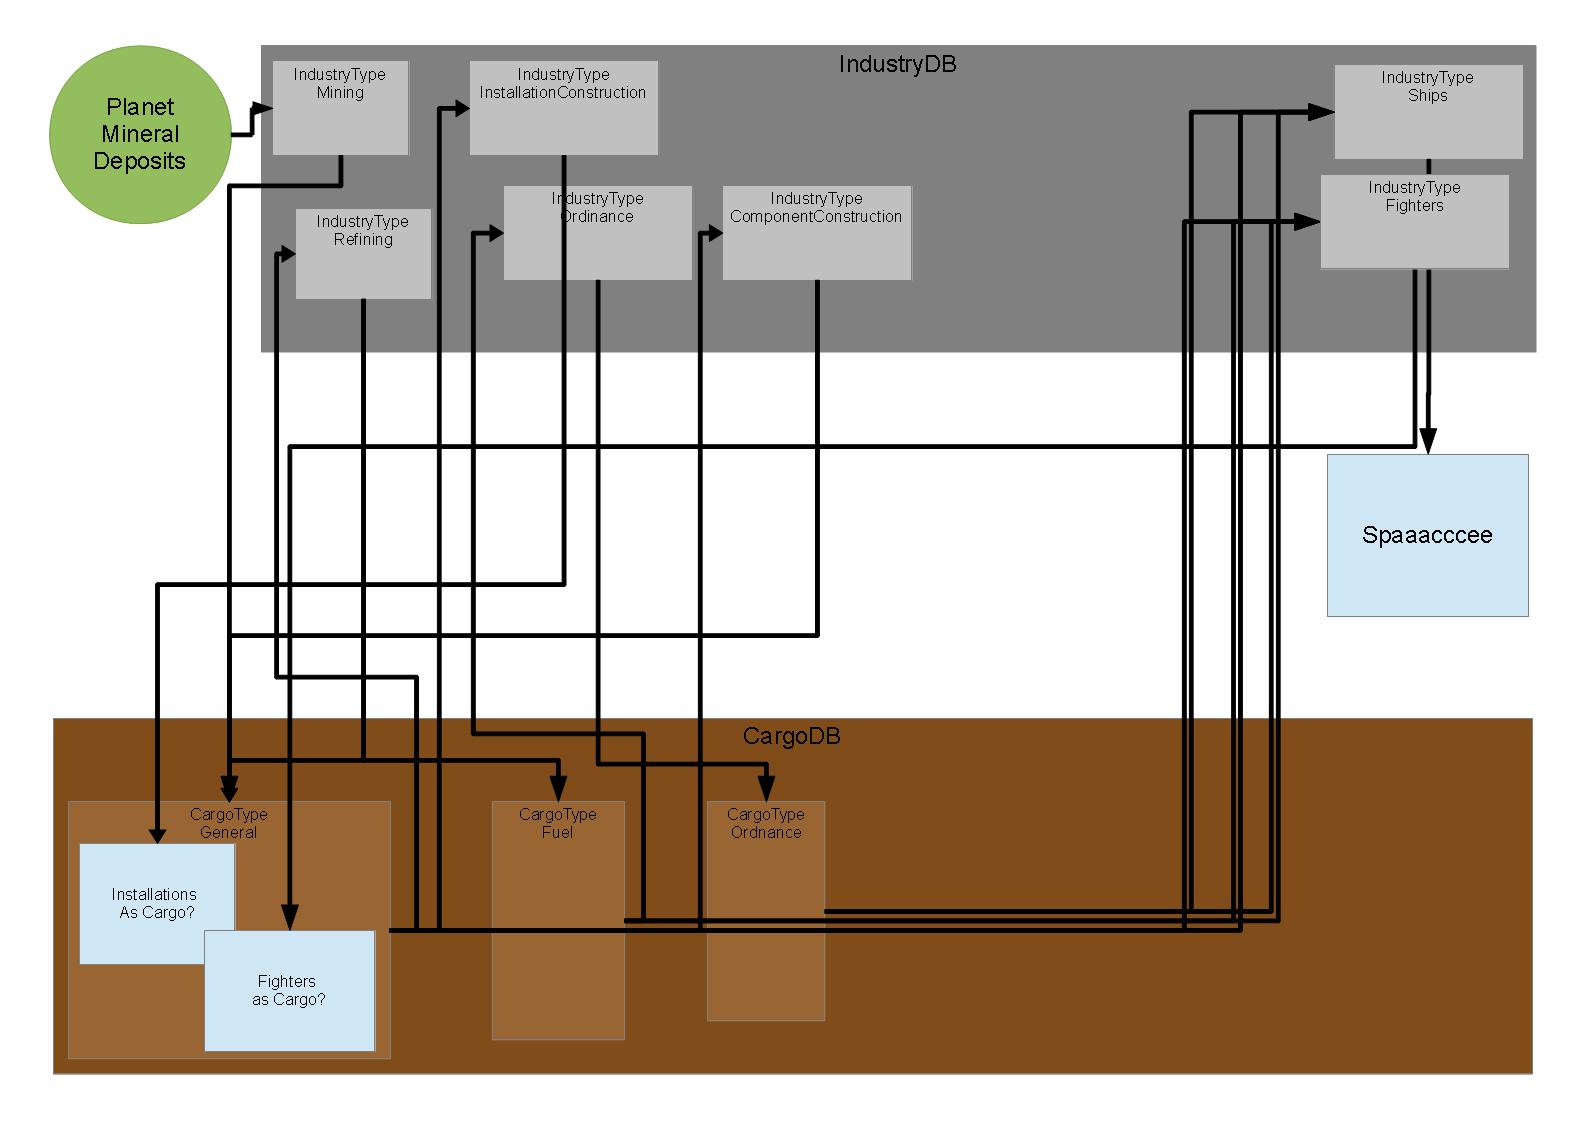 Planet
Mineral
Deposits
IndustryDB
IndustryType
Mining
IndustryType
InstallationConstruction
IndustryType
Ships
IndustryType
Refining
IndustryType
Ordinance
IndustryType
ComponentConstruction
IndustryType
Fighters
Spaaacccee
CargoDB
CargoType
General
CargoType
Fuel
CargoType
Ordnance
Installations
As Cargo?
Fighters
as Cargo?